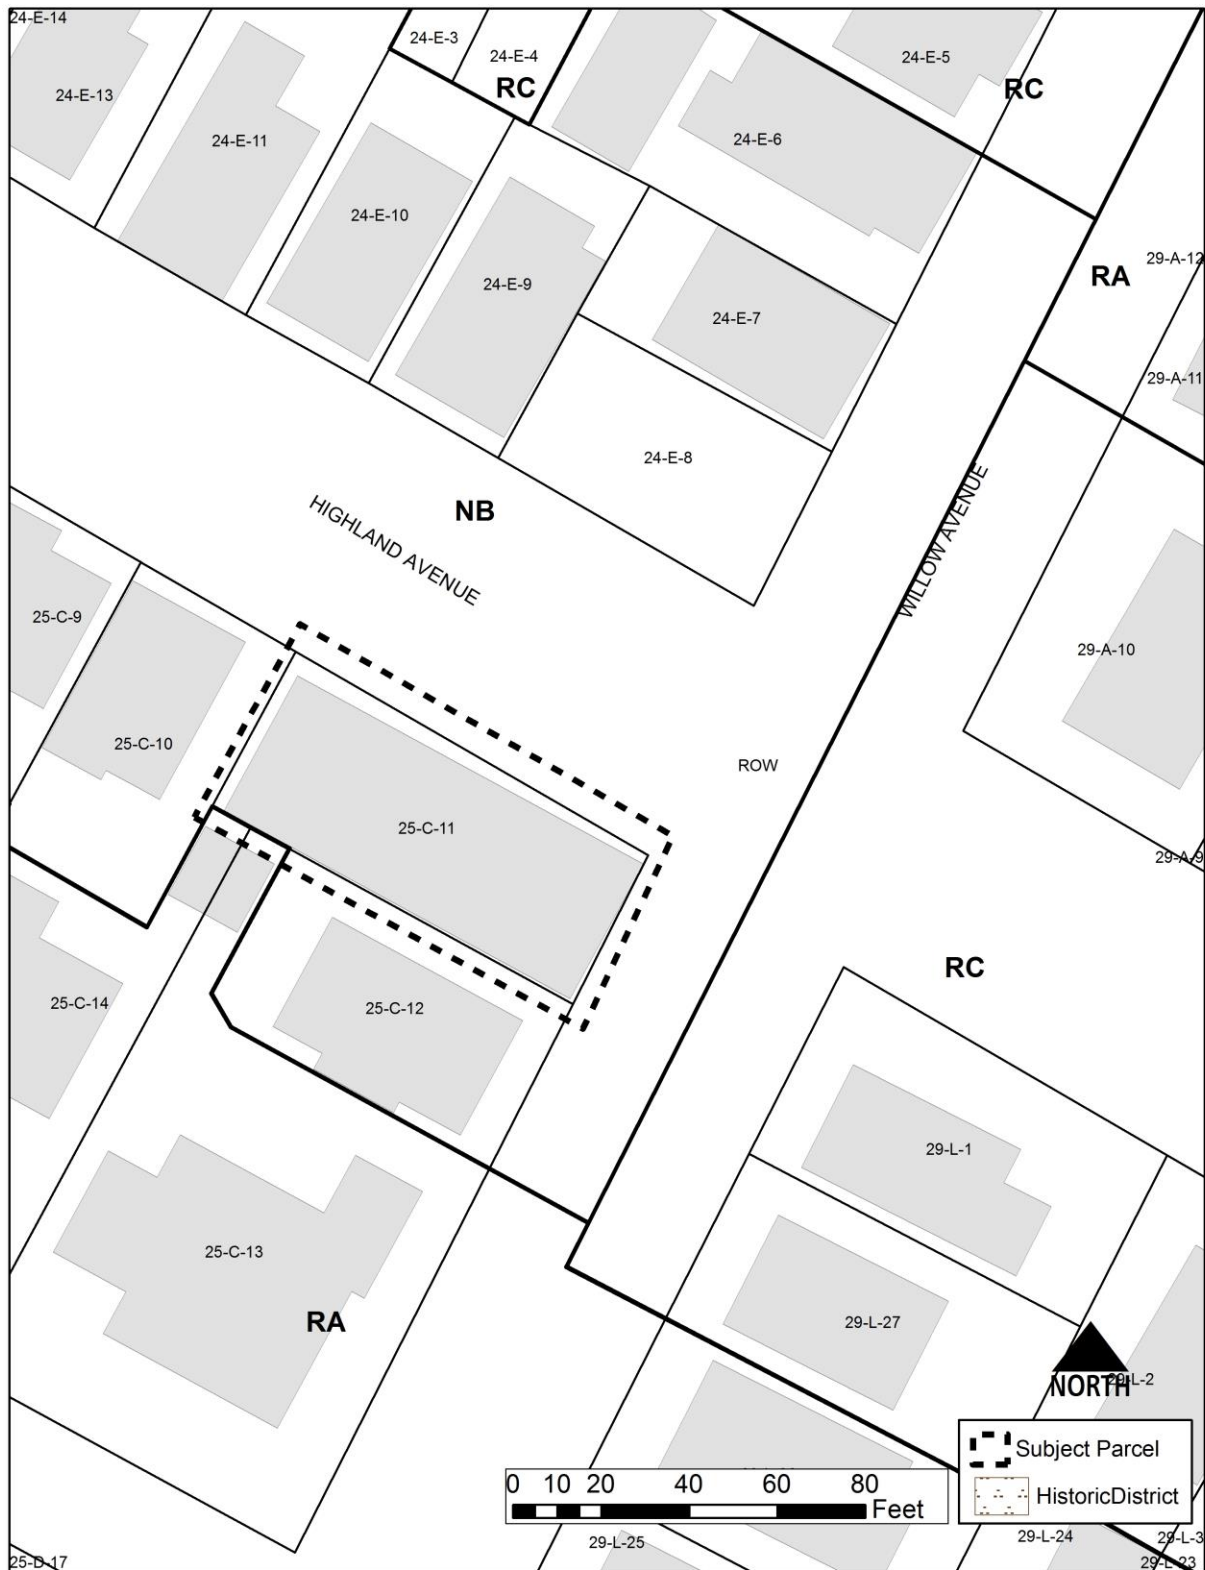 24-E-14
24-E-3
24-E-4
24-E-5
RC
RC
24-E-13
24-E-11
24-E-6
24-E-10
24-E-9
24-E-7
29-A-12
RA
29-A-11
24-E-8
NB
HIGHLAND AVENUE
WILLOW AVENUE
25-C-9
29-A-10
25-C-10
ROW
25-C-11
29-A-9
RC
25-C-14
25-C-12
29-L-1
25-C-13
RA
29-L-27
29-L-2
NORTH
Subject Parcel
HistoricDistrict
0 10 20 40 60 80
Feet
29-L-25
29-L-24
29-L-3
29-L-23
25-D-17